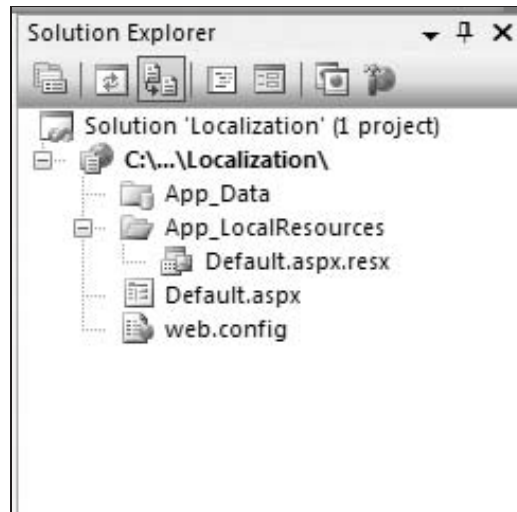 Solution Explorer
Solution 'Localization' (1 project)
C:\...\Localization\
App_Data
App_LocalResources
Default.aspx.resx
Default.aspx
web.config